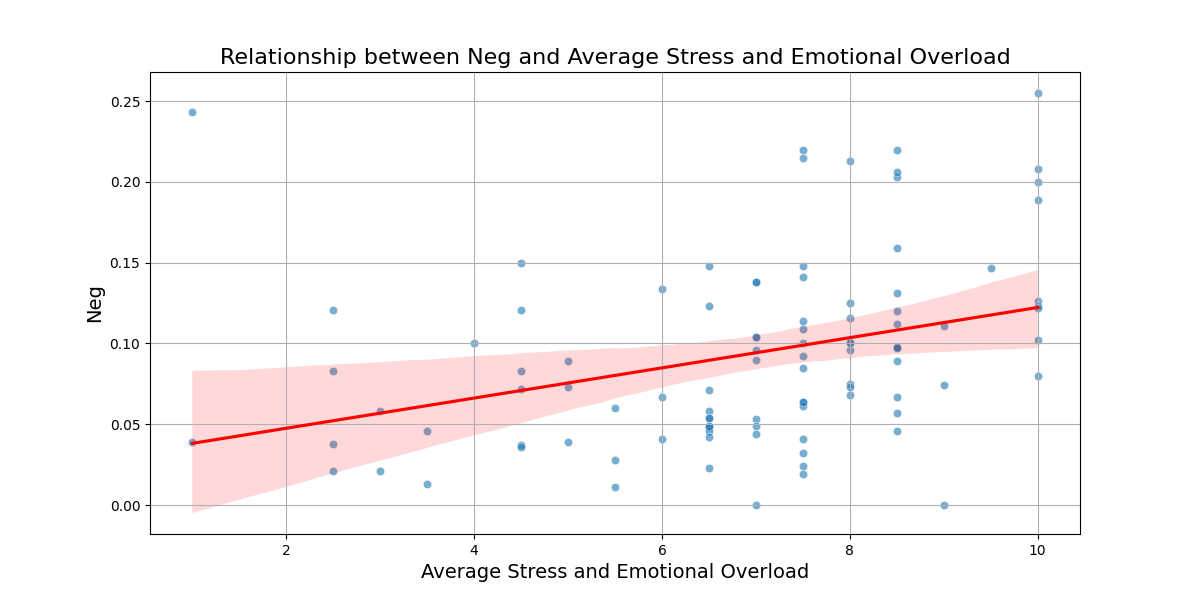 Relationship between Neg and Average Stress and Emotional Overload
0.25
0.20
0.15
0.10
0.05
0.00
Neg
2 4 6 8 10
Average Stress and Emotional Overload